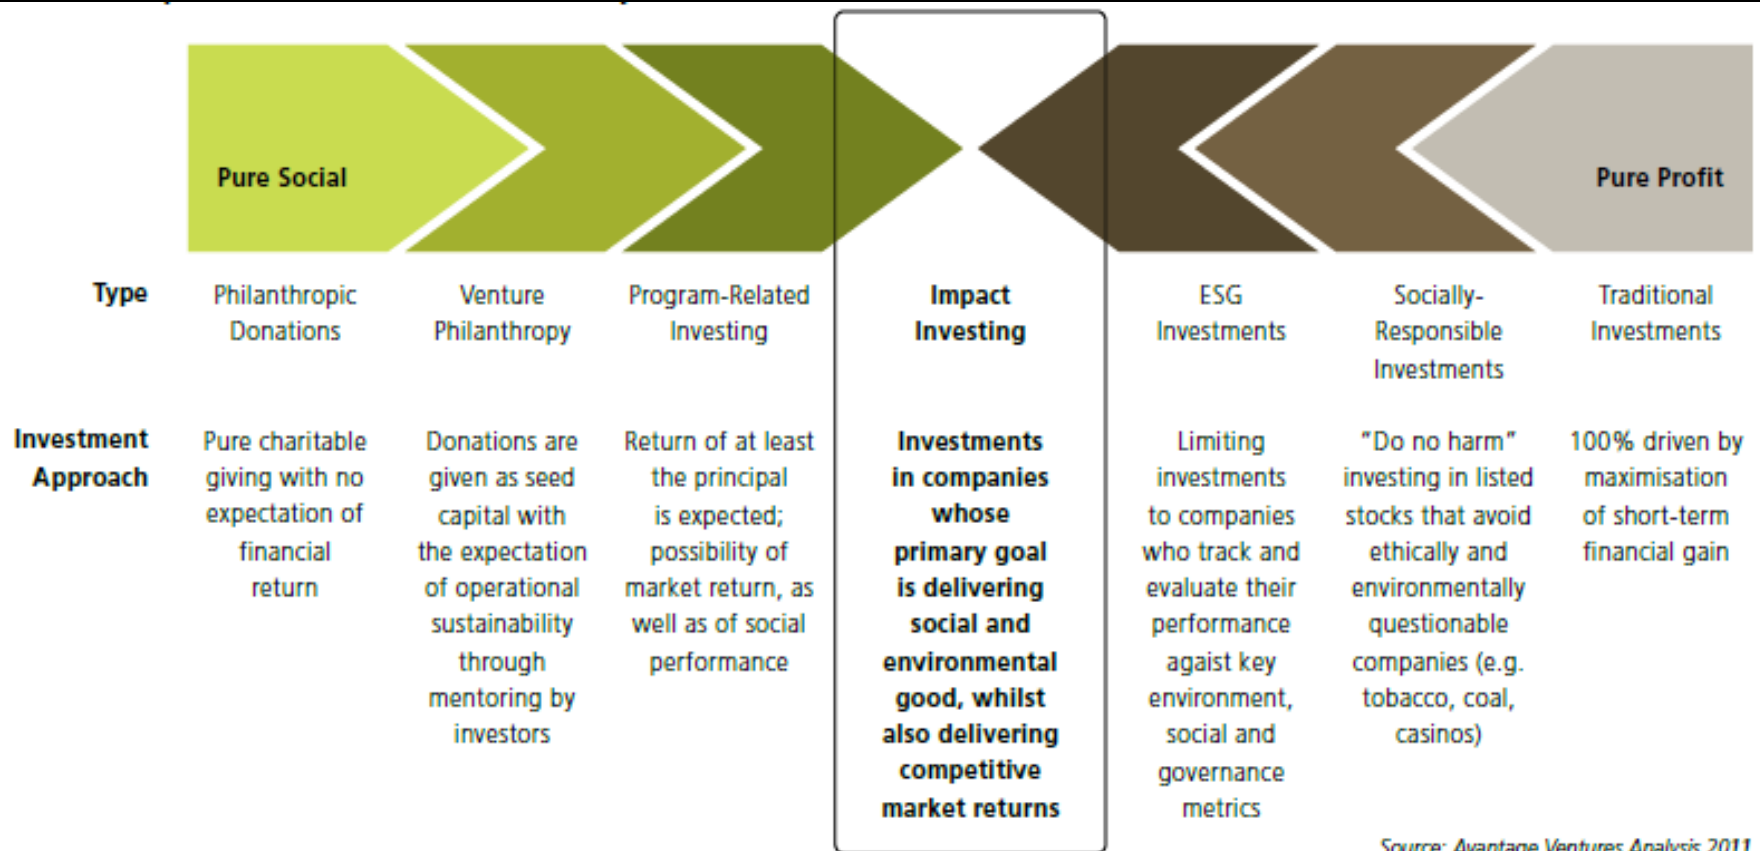 Pure Social
Pure Profit
Type
Philanthropic
Donations
Venture
Philanthropy
Program-Related
Investing
Impact
Investing
ESG
Investments
Socially-
Responsible
Investments
Traditional
Investments
Investment
Approach
Pure charitable
giving with no
expectation of
financial
return
Donations are
given as seed
capital with
the expectation
of operational
sustainability
through
mentoring by
investors
Return of at least
the principal
is expected;
possibility of
market return, as
well as of social
performance
Investments
in companies
whose
primary goal
is delivering
social and
environmental
good, whilst
also delivering
competitive
market returns
Limiting
investments
to companies
who track and
evaluate their
performance
agaist key
environment,
social and
governance
metrics
"Do no harm"
investing in listed
stocks that avoid
ethically and
environmentally
questionable
companies (e.g.
tobacco, coal,
casinos)
100% driven by
maximisation
of short-term
financial gain
Source: Avantage Ventures Analysis 2011